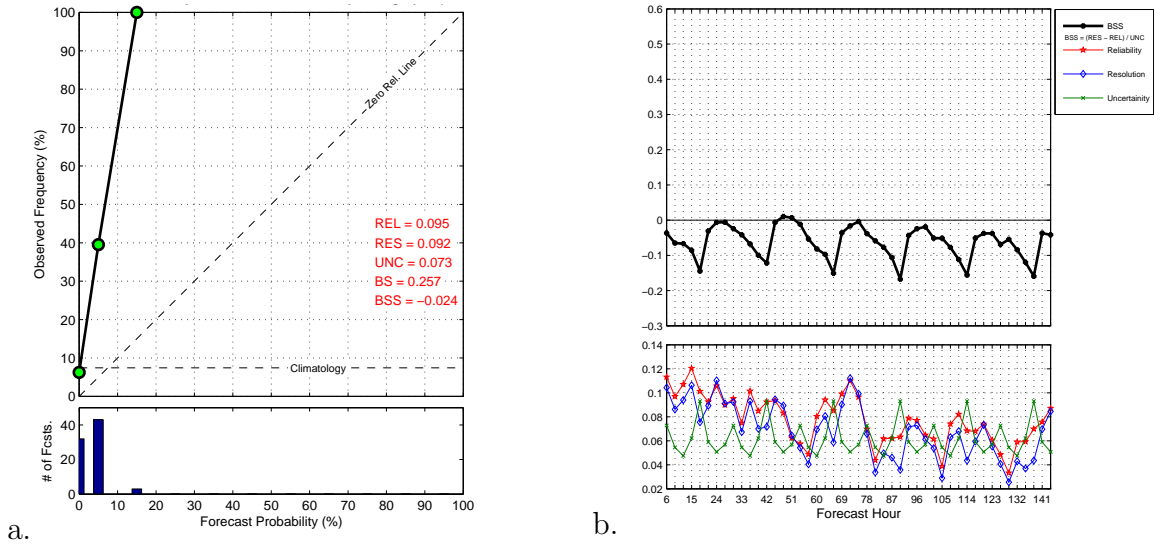 100
90
80
70
60
50
40
30
20
10
0
Observed Frequency (%)
Zero Rel. Line
REL = 0.095
RES = 0.092
UNC = 0.073
BS = 0.257
BSS = −0.024
Climatology
40
20
0
# of Fcsts.
0 10 20 30 40 50 60 70 80 90 100
Forecast Probability (%)
a.
0.6
0.5
0.4
0.3
0.2
0.1
0
−0.1
−0.2
−0.3
BSS
BSS = (RES − REL) / UNC
Reliability
Resolution
Uncertainity
0.14
0.12
0.1
0.08
0.06
0.04
0.02
6 15 24 33 42 51 60 69 78 87 96 105 114 123 132 141
Forecast Hour
b.